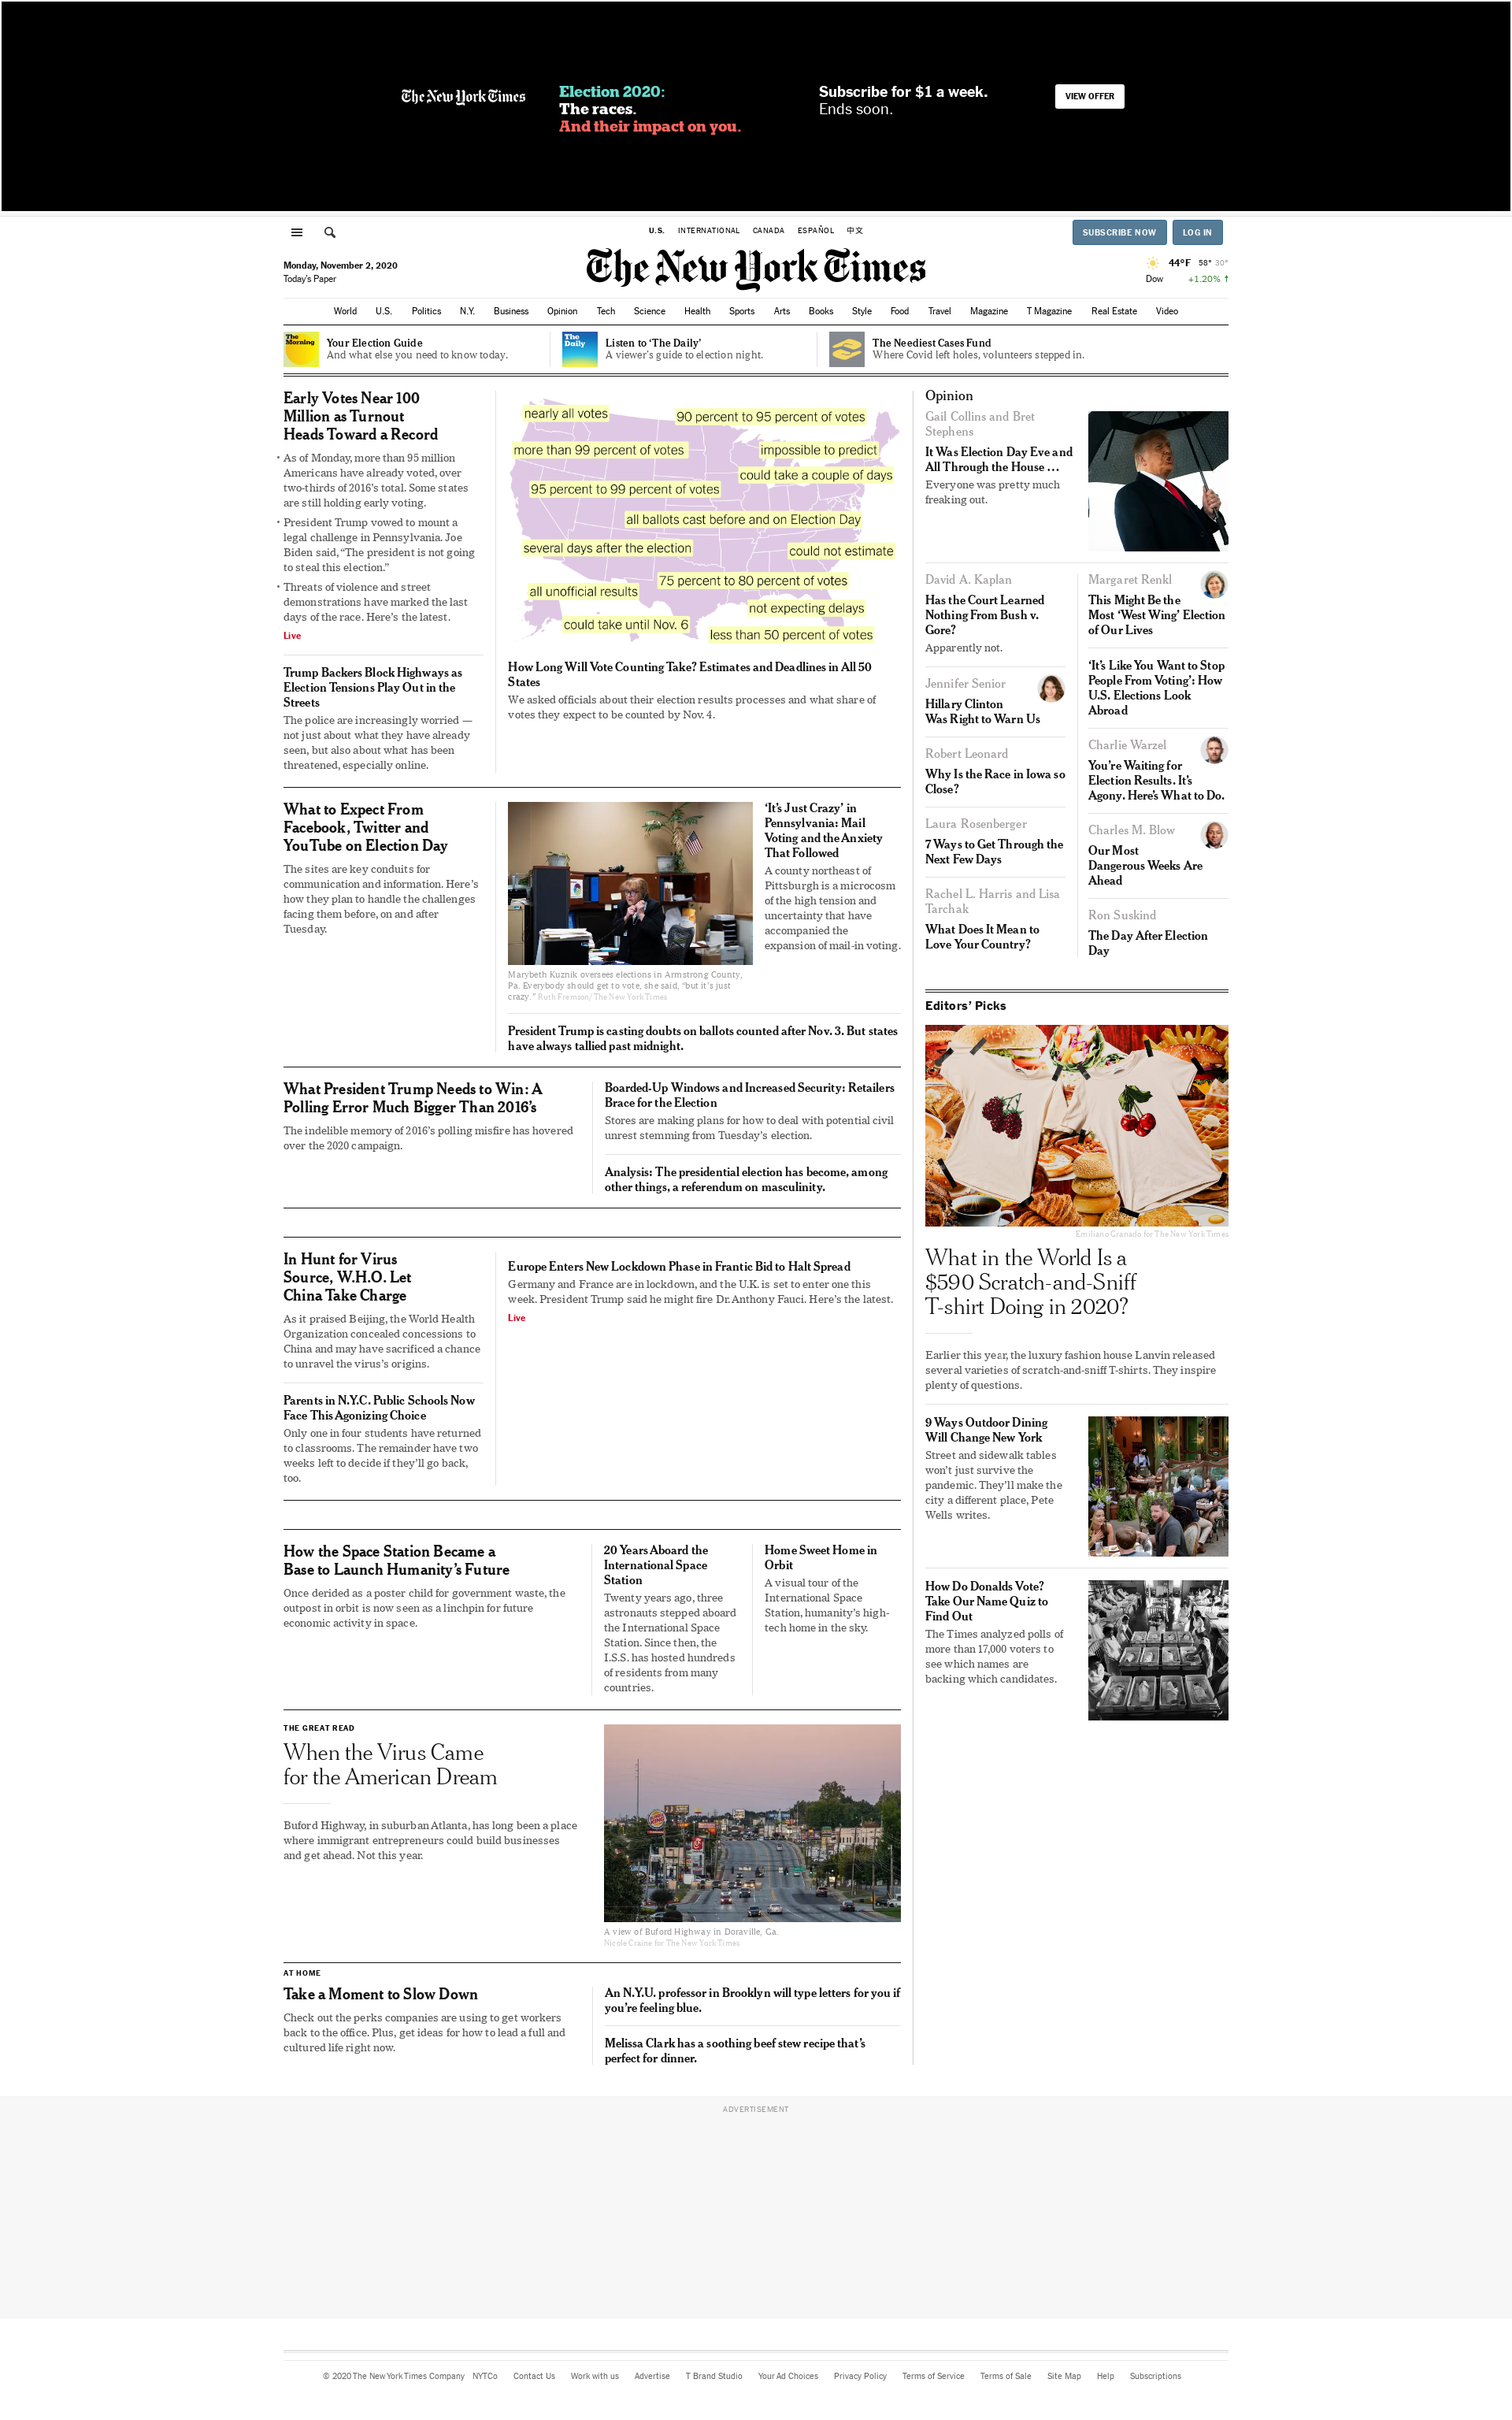 The New York Times
Election 2020:
The races.
And their impact on you.
Subscribe for $1 a week.
Ends soon.
VIEW OFFER
U.S. INTERNATIONAL CANADA ESPAÑOL 中文
SUBSCRIBE NOW LOG IN
Monday, November 2, 2020
Today's Paper
The New York Times
44°F 58° 30°
Dow +1.20% ↑
World U.S. Politics N.Y. Business Opinion Tech Science Health Sports Arts Books Style Food Travel Magazine T Magazine Real Estate Video
The Morning
Your Election Guide
And what else you need to know today.
The Daily
Listen to ‘The Daily’
A viewer’s guide to election night.
The Neediest Cases Fund
Where Covid left holes, volunteers stepped in.
Early Votes Near 100
Million as Turnout
Heads Toward a Record
• As of Monday, more than 95 million
Americans have already voted, over
two-thirds of 2016’s total. Some states
are still holding early voting.
• President Trump vowed to mount a
legal challenge in Pennsylvania. Joe
Biden said, “The president is not going
to steal this election.”
• Threats of violence and street
demonstrations have marked the last
days of the race. Here’s the latest.
Live
Trump Backers Block Highways as
Election Tensions Play Out in the
Streets
The police are increasingly worried —
not just about what they have already
seen, but also about what has been
threatened, especially online.
nearly all votes
90 percent to 95 percent of votes
more than 99 percent of votes
impossible to predict
could take a couple of days
95 percent to 99 percent of votes
all ballots cast before and on Election Day
several days after the election
could not estimate
75 percent to 80 percent of votes
all unofficial results
not expecting delays
could take until Nov. 6
less than 50 percent of votes
How Long Will Vote Counting Take? Estimates and Deadlines in All 50
States
We asked officials about their election results processes and what share of
votes they expect to be counted by Nov. 4.
What to Expect From
Facebook, Twitter and
YouTube on Election Day
The sites are key conduits for
communication and information. Here’s
how they plan to handle the challenges
facing them before, on and after
Tuesday.
Marybeth Kuznik oversees elections in Armstrong County,
Pa. Everybody should get to vote, she said, “but it’s just
crazy.” Ruth Fremson/The New York Times
‘It’s Just Crazy’ in
Pennsylvania: Mail
Voting and the Anxiety
That Followed
A county northeast of
Pittsburgh is a microcosm
of the high tension and
uncertainty that have
accompanied the
expansion of mail-in voting.
President Trump is casting doubts on ballots counted after Nov. 3. But states
have always tallied past midnight.
What President Trump Needs to Win: A
Polling Error Much Bigger Than 2016’s
The indelible memory of 2016’s polling misfire has hovered
over the 2020 campaign.
Boarded-Up Windows and Increased Security: Retailers
Brace for the Election
Stores are making plans for how to deal with potential civil
unrest stemming from Tuesday’s election.
Analysis: The presidential election has become, among
other things, a referendum on masculinity.
In Hunt for Virus
Source, W.H.O. Let
China Take Charge
As it praised Beijing, the World Health
Organization concealed concessions to
China and may have sacrificed a chance
to unravel the virus’s origins.
Parents in N.Y.C. Public Schools Now
Face This Agonizing Choice
Only one in four students have returned
to classrooms. The remainder have two
weeks left to decide if they’ll go back,
too.
Europe Enters New Lockdown Phase in Frantic Bid to Halt Spread
Germany and France are in lockdown, and the U.K. is set to enter one this
week. President Trump said he might fire Dr. Anthony Fauci. Here’s the latest.
Live
How the Space Station Became a
Base to Launch Humanity’s Future
Once derided as a poster child for government waste, the
outpost in orbit is now seen as a linchpin for future
economic activity in space.
20 Years Aboard the
International Space
Station
Twenty years ago, three
astronauts stepped aboard
the International Space
Station. Since then, the
I.S.S. has hosted hundreds
of residents from many
countries.
Home Sweet Home in
Orbit
A visual tour of the
International Space
Station, humanity’s high-
tech home in the sky.
THE GREAT READ
When the Virus Came
for the American Dream
Buford Highway, in suburban Atlanta, has long been a place
where immigrant entrepreneurs could build businesses
and get ahead. Not this year.
A view of Buford Highway in Doraville, Ga.
Nicole Craine for The New York Times
AT HOME
Take a Moment to Slow Down
Check out the perks companies are using to get workers
back to the office. Plus, get ideas for how to lead a full and
cultured life right now.
An N.Y.U. professor in Brooklyn will type letters for you if
you’re feeling blue.
Melissa Clark has a soothing beef stew recipe that’s
perfect for dinner.
Opinion
Gail Collins and Bret
Stephens
It Was Election Day Eve and
All Through the House …
Everyone was pretty much
freaking out.
David A. Kaplan
Has the Court Learned
Nothing From Bush v.
Gore?
Apparently not.
Jennifer Senior
Hillary Clinton
Was Right to Warn Us
Robert Leonard
Why Is the Race in Iowa so
Close?
Laura Rosenberger
7 Ways to Get Through the
Next Few Days
Rachel L. Harris and Lisa
Tarchak
What Does It Mean to
Love Your Country?
Margaret Renkl
This Might Be the
Most ‘West Wing’ Election
of Our Lives
‘It’s Like You Want to Stop
People From Voting’: How
U.S. Elections Look
Abroad
Charlie Warzel
You’re Waiting for
Election Results. It’s
Agony. Here’s What to Do.
Charles M. Blow
Our Most
Dangerous Weeks Are
Ahead
Ron Suskind
The Day After Election
Day
Editors’ Picks
Emiliano Granado for The New York Times
What in the World Is a
$590 Scratch-and-Sniff
T-shirt Doing in 2020?
Earlier this year, the luxury fashion house Lanvin released
several varieties of scratch-and-sniff T-shirts. They inspire
plenty of questions.
9 Ways Outdoor Dining
Will Change New York
Street and sidewalk tables
won’t just survive the
pandemic. They’ll make the
city a different place, Pete
Wells writes.
How Do Donalds Vote?
Take Our Name Quiz to
Find Out
The Times analyzed polls of
more than 17,000 voters to
see which names are
backing which candidates.
ADVERTISEMENT
© 2020 The New York Times Company NYTCo Contact Us Work with us Advertise T Brand Studio Your Ad Choices Privacy Policy Terms of Service Terms of Sale Site Map Help Subscriptions